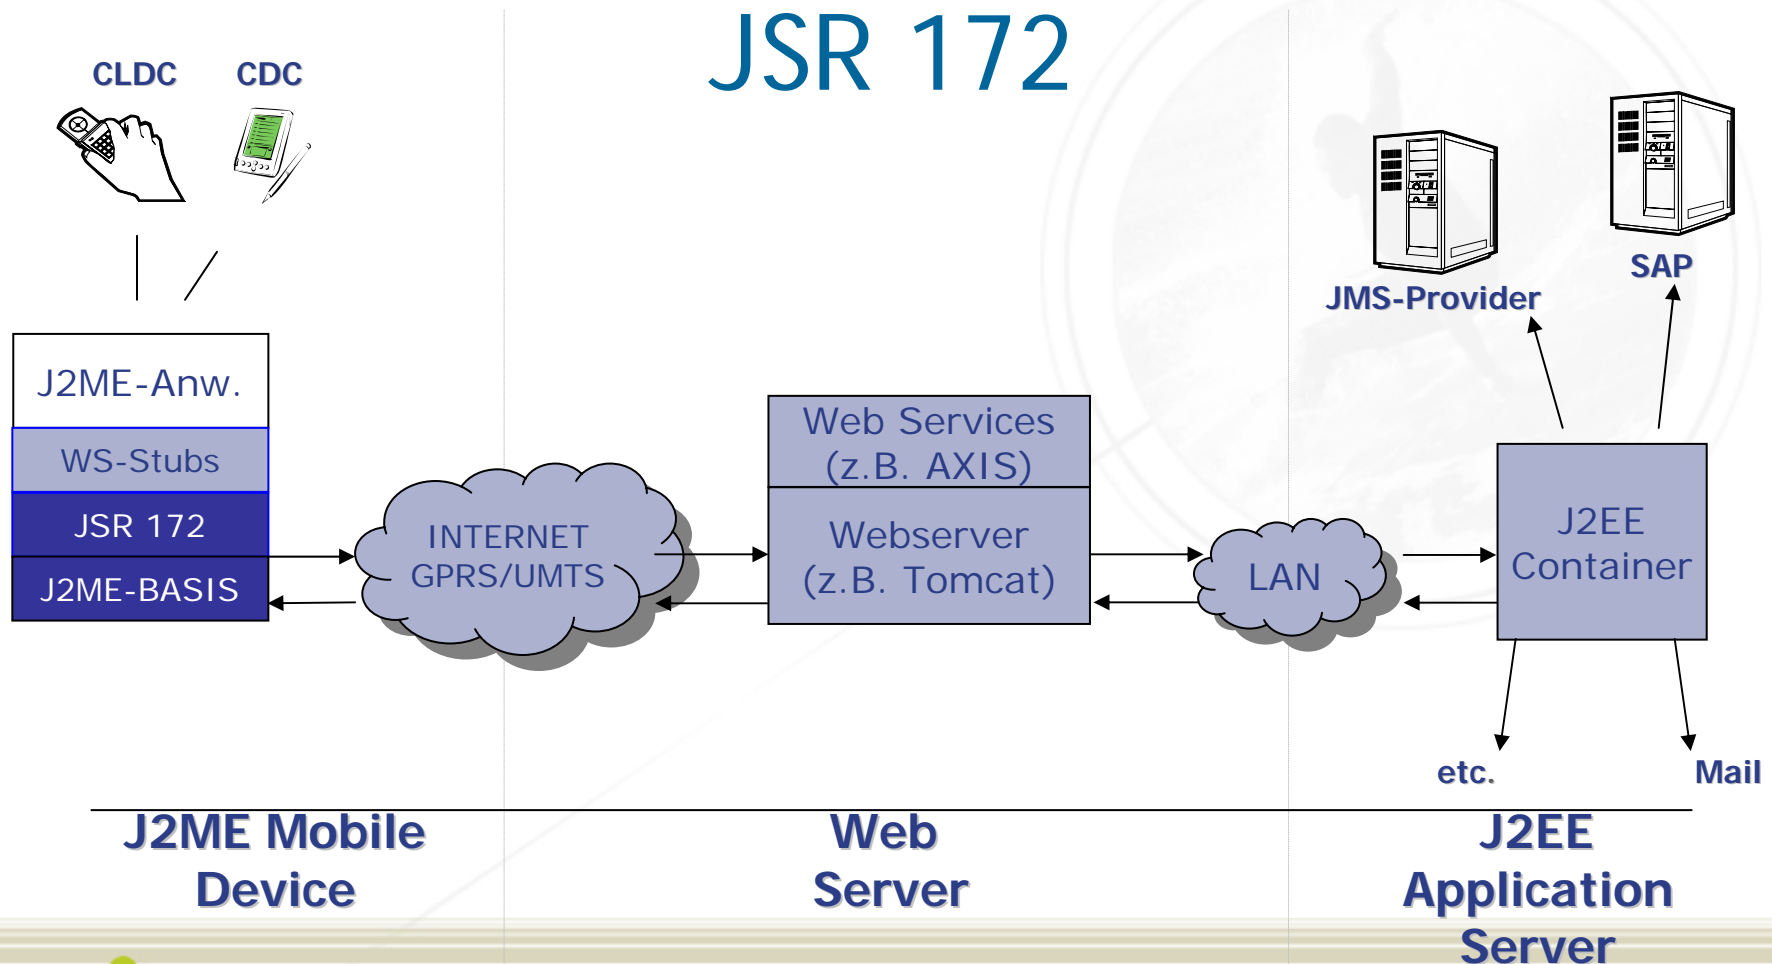 JSR 172
CLDC
CDC
SAP
JMS-Provider
J2ME-Anw.
WS-Stubs
JSR 172
J2ME-BASIS
INTERNET
GPRS/UMTS
Web Services
(z.B. AXIS)
Webserver
(z.B. Tomcat)
LAN
J2EE
Container
etc.
Mail
J2ME Mobile
Device
Web
Server
J2EE
Application
Server